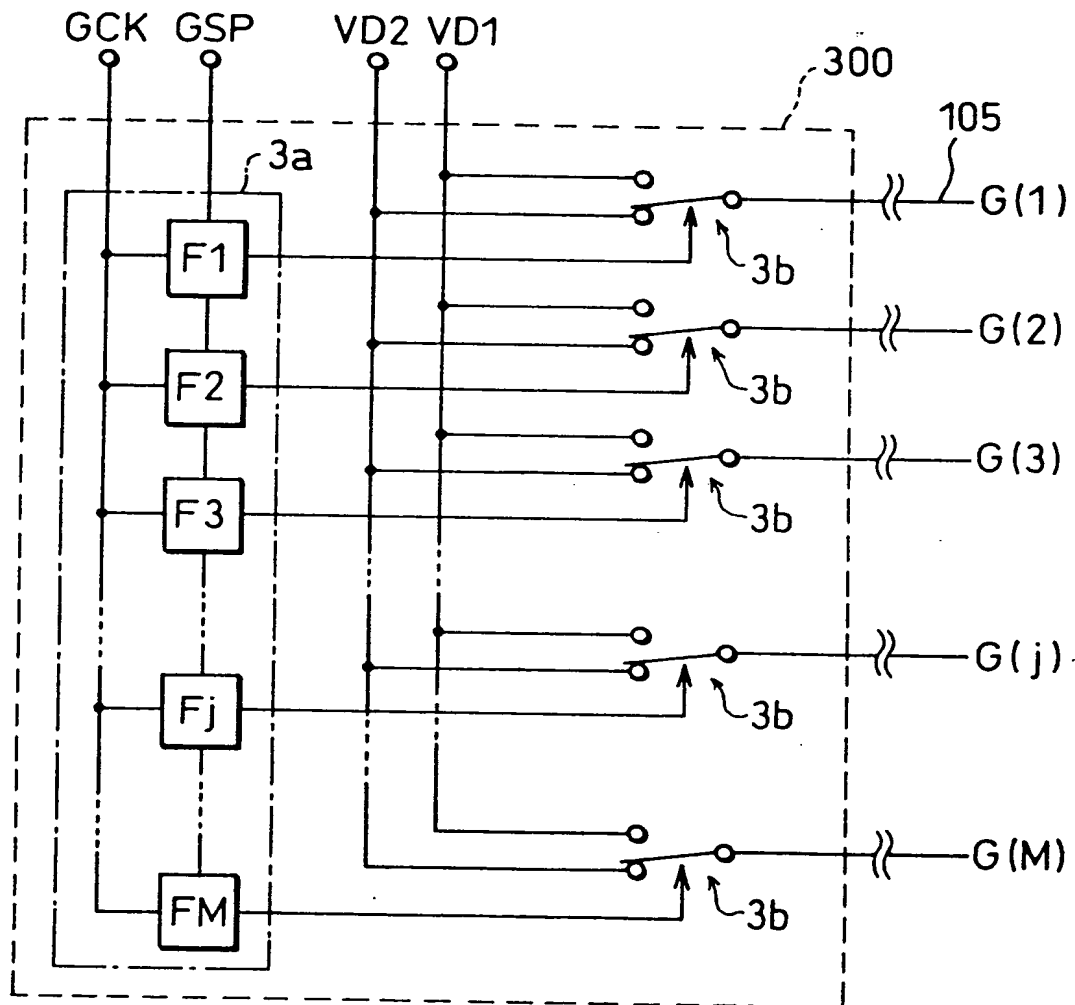 GCK GSP VD2 VD1
300
105
3a
G(1)
F1
3b
G(2)
F2
3b
G(3)
F3
3b
G(j)
Fj
3b
G(M)
FM
3b